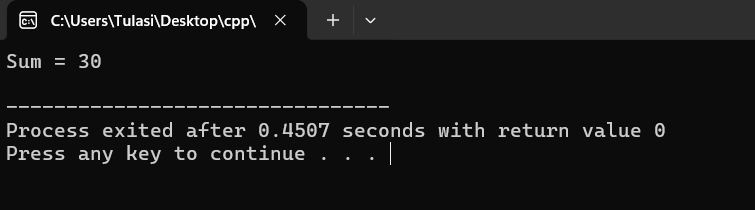 C:\Users\Tulasi\Desktop\cpp\
Sum = 30
--------------------------------
Process exited after 0.4507 seconds with return value 0
Press any key to continue . . .